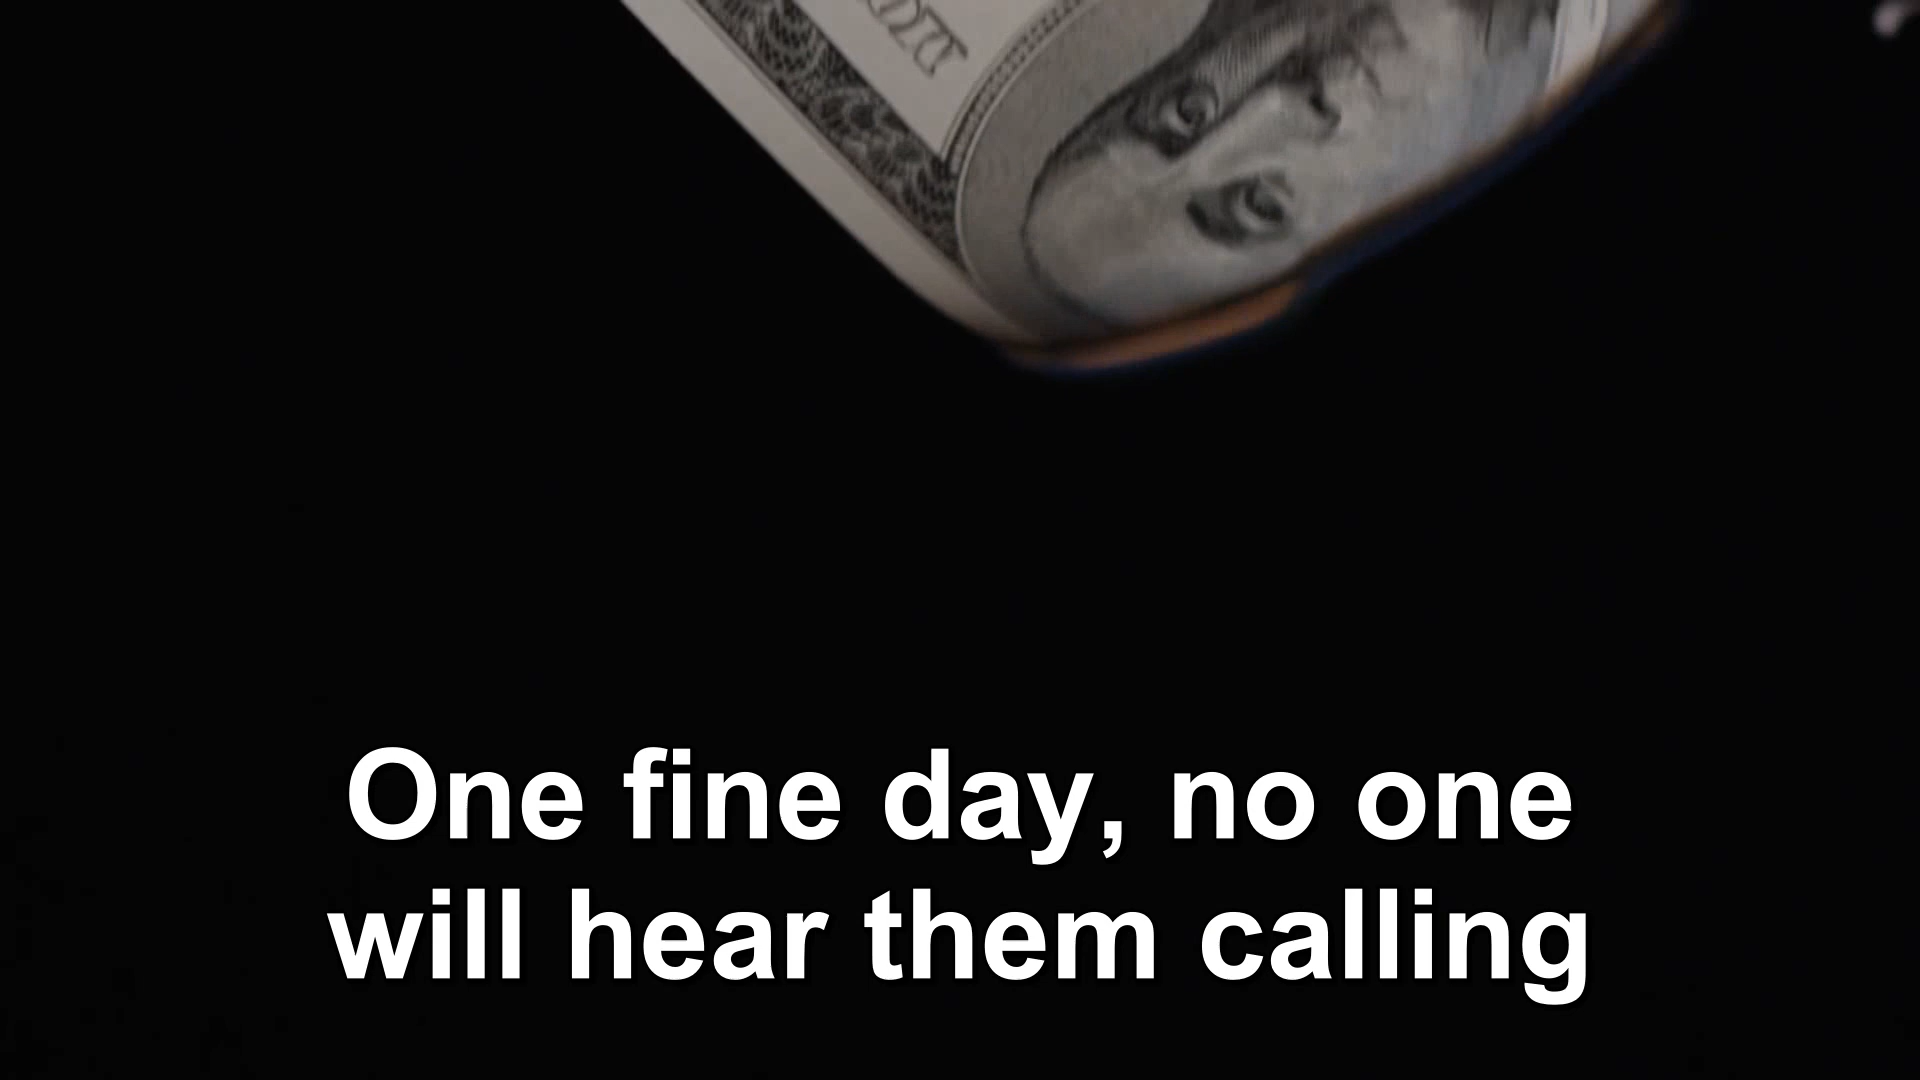 One fine day, no one
will hear them calling